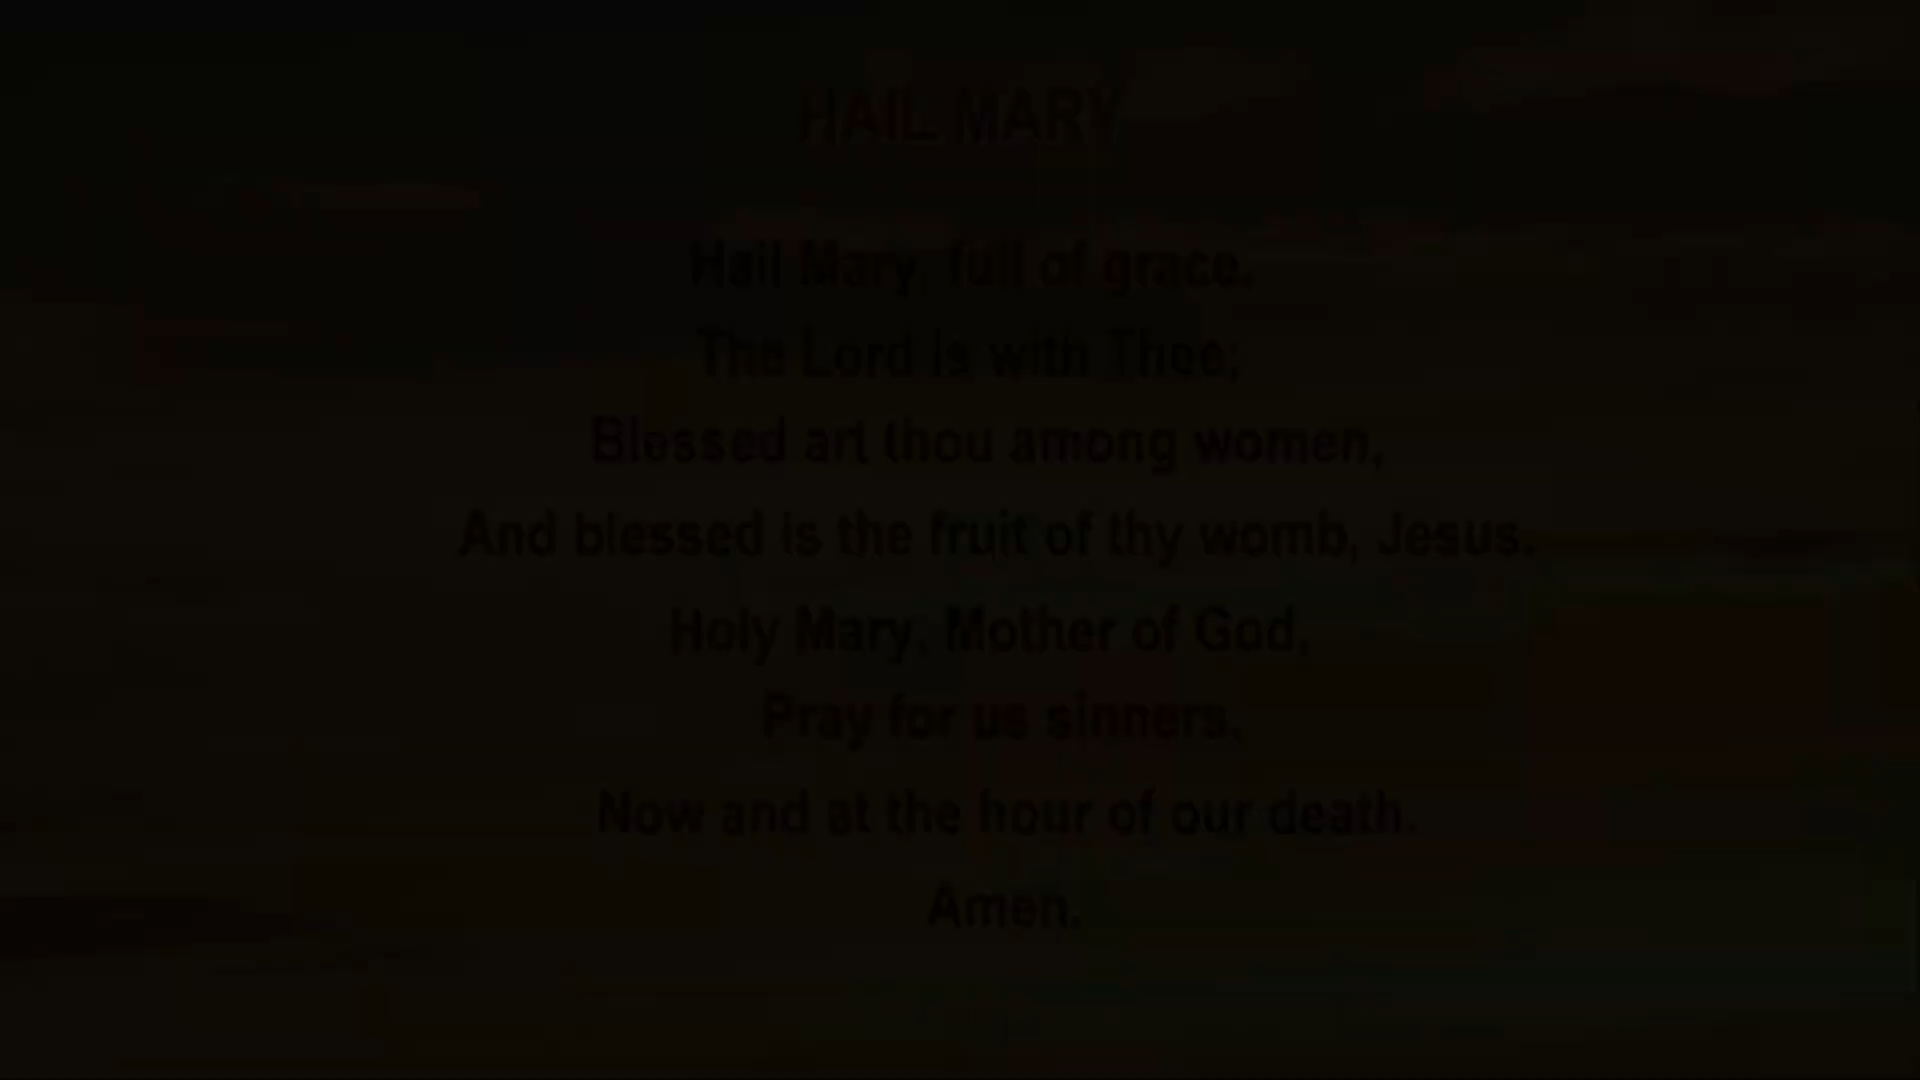 HAIL MARY
Hail Mary, full of grace.
The Lord is with Thee;
Blessed art thou among women,
And blessed is the fruit of thy womb, Jesus.
Holy Mary, Mother of God,
Pray for us sinners,
Now and at the hour of our death.
Amen.